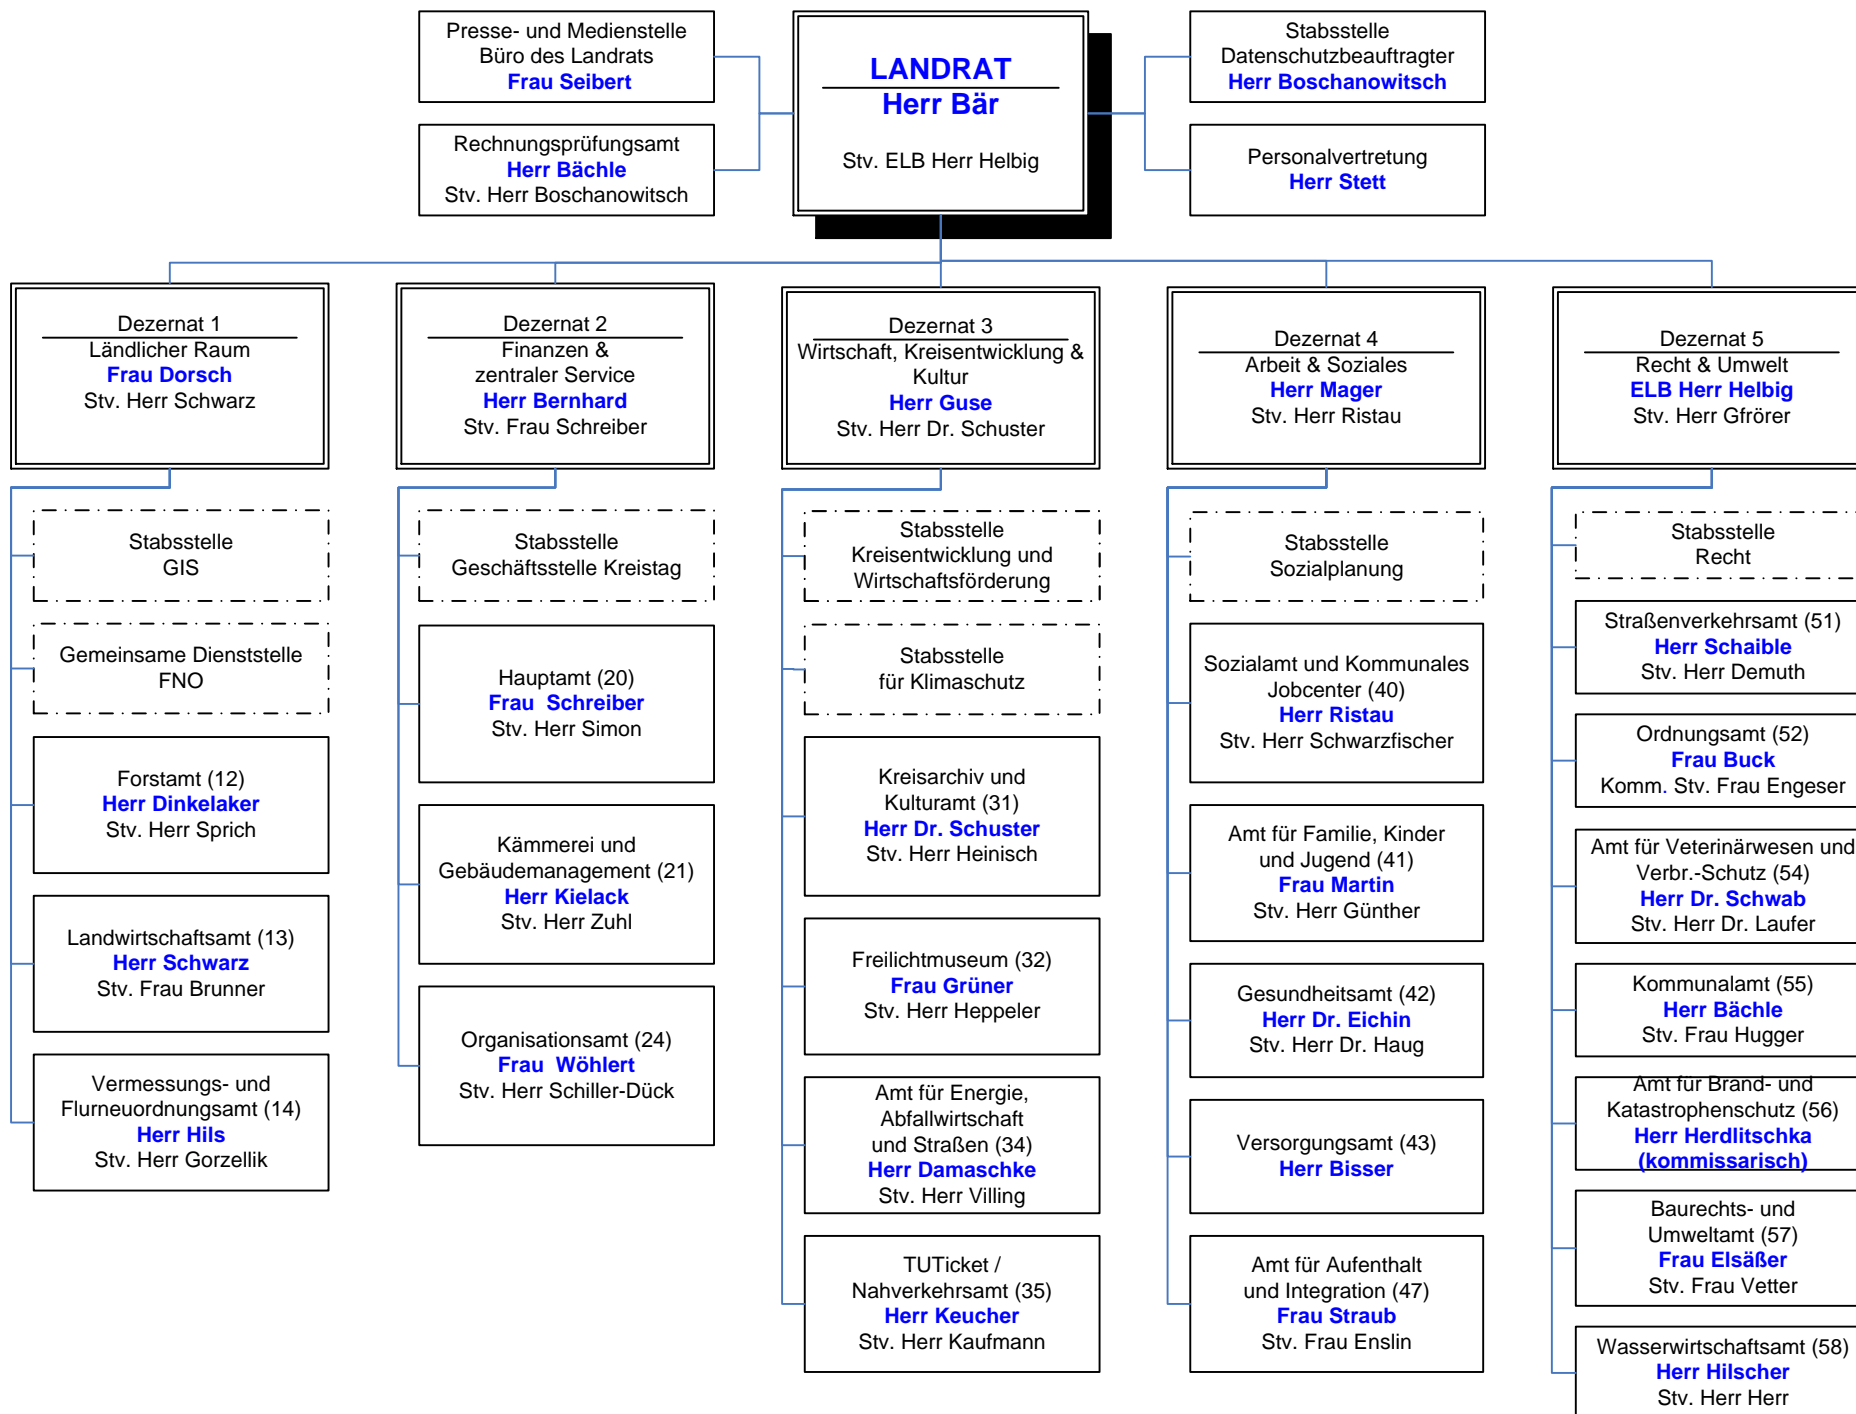 Presse- und Medienstelle
Büro des Landrats
Frau Seibert
Rechnungsprüfungsamt
Herr Bächle
Stv. Herr Boschanowitsch
LANDRAT
Herr Bär
Stv. ELB Herr Helbig
Stabsstelle
Datenschutzbeauftragter
Herr Boschanowitsch
Personalvertretung
Herr Stett
Dezernat 1
Ländlicher Raum
Frau Dorsch
Stv. Herr Schwarz
Stabsstelle
GIS
Gemeinsame Dienststelle
FNO
Forstamt (12)
Herr Dinkelaker
Stv. Herr Sprich
Landwirtschaftsamt (13)
Herr Schwarz
Stv. Frau Brunner
Vermessungs- und
Flurneuordnungsamt (14)
Herr Hils
Stv. Herr Gorzellik
Dezernat 2
Finanzen &
zentraler Service
Herr Bernhard
Stv. Frau Schreiber
Stabsstelle
Geschäftsstelle Kreistag
Hauptamt (20)
Frau Schreiber
Stv. Herr Simon
Kämmerei und
Gebäudemanagement (21)
Herr Kielack
Stv. Herr Zuhl
Organisationsamt (24)
Frau Wöhlert
Stv. Herr Schiller-Dück
Dezernat 3
Wirtschaft, Kreisentwicklung &
Kultur
Herr Guse
Stv. Herr Dr. Schuster
Stabsstelle
Kreisentwicklung und
Wirtschaftsförderung
Stabsstelle
für Klimaschutz
Kreisarchiv und
Kulturamt (31)
Herr Dr. Schuster
Stv. Herr Heinisch
Freilichtmuseum (32)
Frau Grüner
Stv. Herr Heppeler
Amt für Energie,
Abfallwirtschaft
und Straßen (34)
Herr Damaschke
Stv. Herr Villing
TUTicket /
Nahverkehrsamt (35)
Herr Keucher
Stv. Herr Kaufmann
Dezernat 4
Arbeit & Soziales
Herr Mager
Stv. Herr Ristau
Stabsstelle
Sozialplanung
Sozialamt und Kommunales
Jobcenter (40)
Herr Ristau
Stv. Herr Schwarzfischer
Amt für Familie, Kinder
und Jugend (41)
Frau Martin
Stv. Herr Günther
Gesundheitsamt (42)
Herr Dr. Eichin
Stv. Herr Dr. Haug
Versorgungsamt (43)
Herr Bisser
Amt für Aufenthalt
und Integration (47)
Frau Straub
Stv. Frau Enslin
Dezernat 5
Recht & Umwelt
ELB Herr Helbig
Stv. Herr Gfrörer
Stabsstelle
Recht
Straßenverkehrsamt (51)
Herr Schaible
Stv. Herr Demuth
Ordnungsamt (52)
Frau Buck
Komm. Stv. Frau Engeser
Amt für Veterinärwesen und
Verbr.-Schutz (54)
Herr Dr. Schwab
Stv. Herr Dr. Laufer
Kommunalamt (55)
Herr Bächle
Stv. Frau Hugger
Amt für Brand- und
Katastrophenschutz (56)
Herr Herdlitschka
(kommissarisch)
Baurechts- und
Umweltamt (57)
Frau Elsäßer
Stv. Frau Vetter
Wasserwirtschaftsamt (58)
Herr Hilscher
Stv. Herr Herr